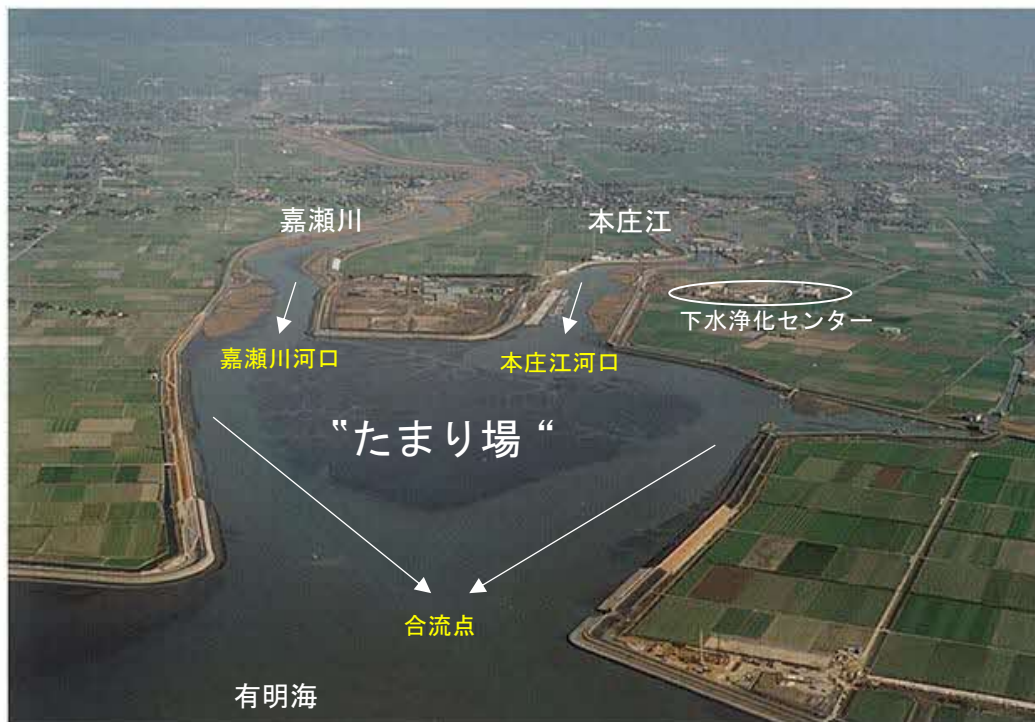 嘉瀬川
本庄江
下水浄化センター
嘉瀬川河口
本庄江河口
〝たまり場 “
合流点
有明海